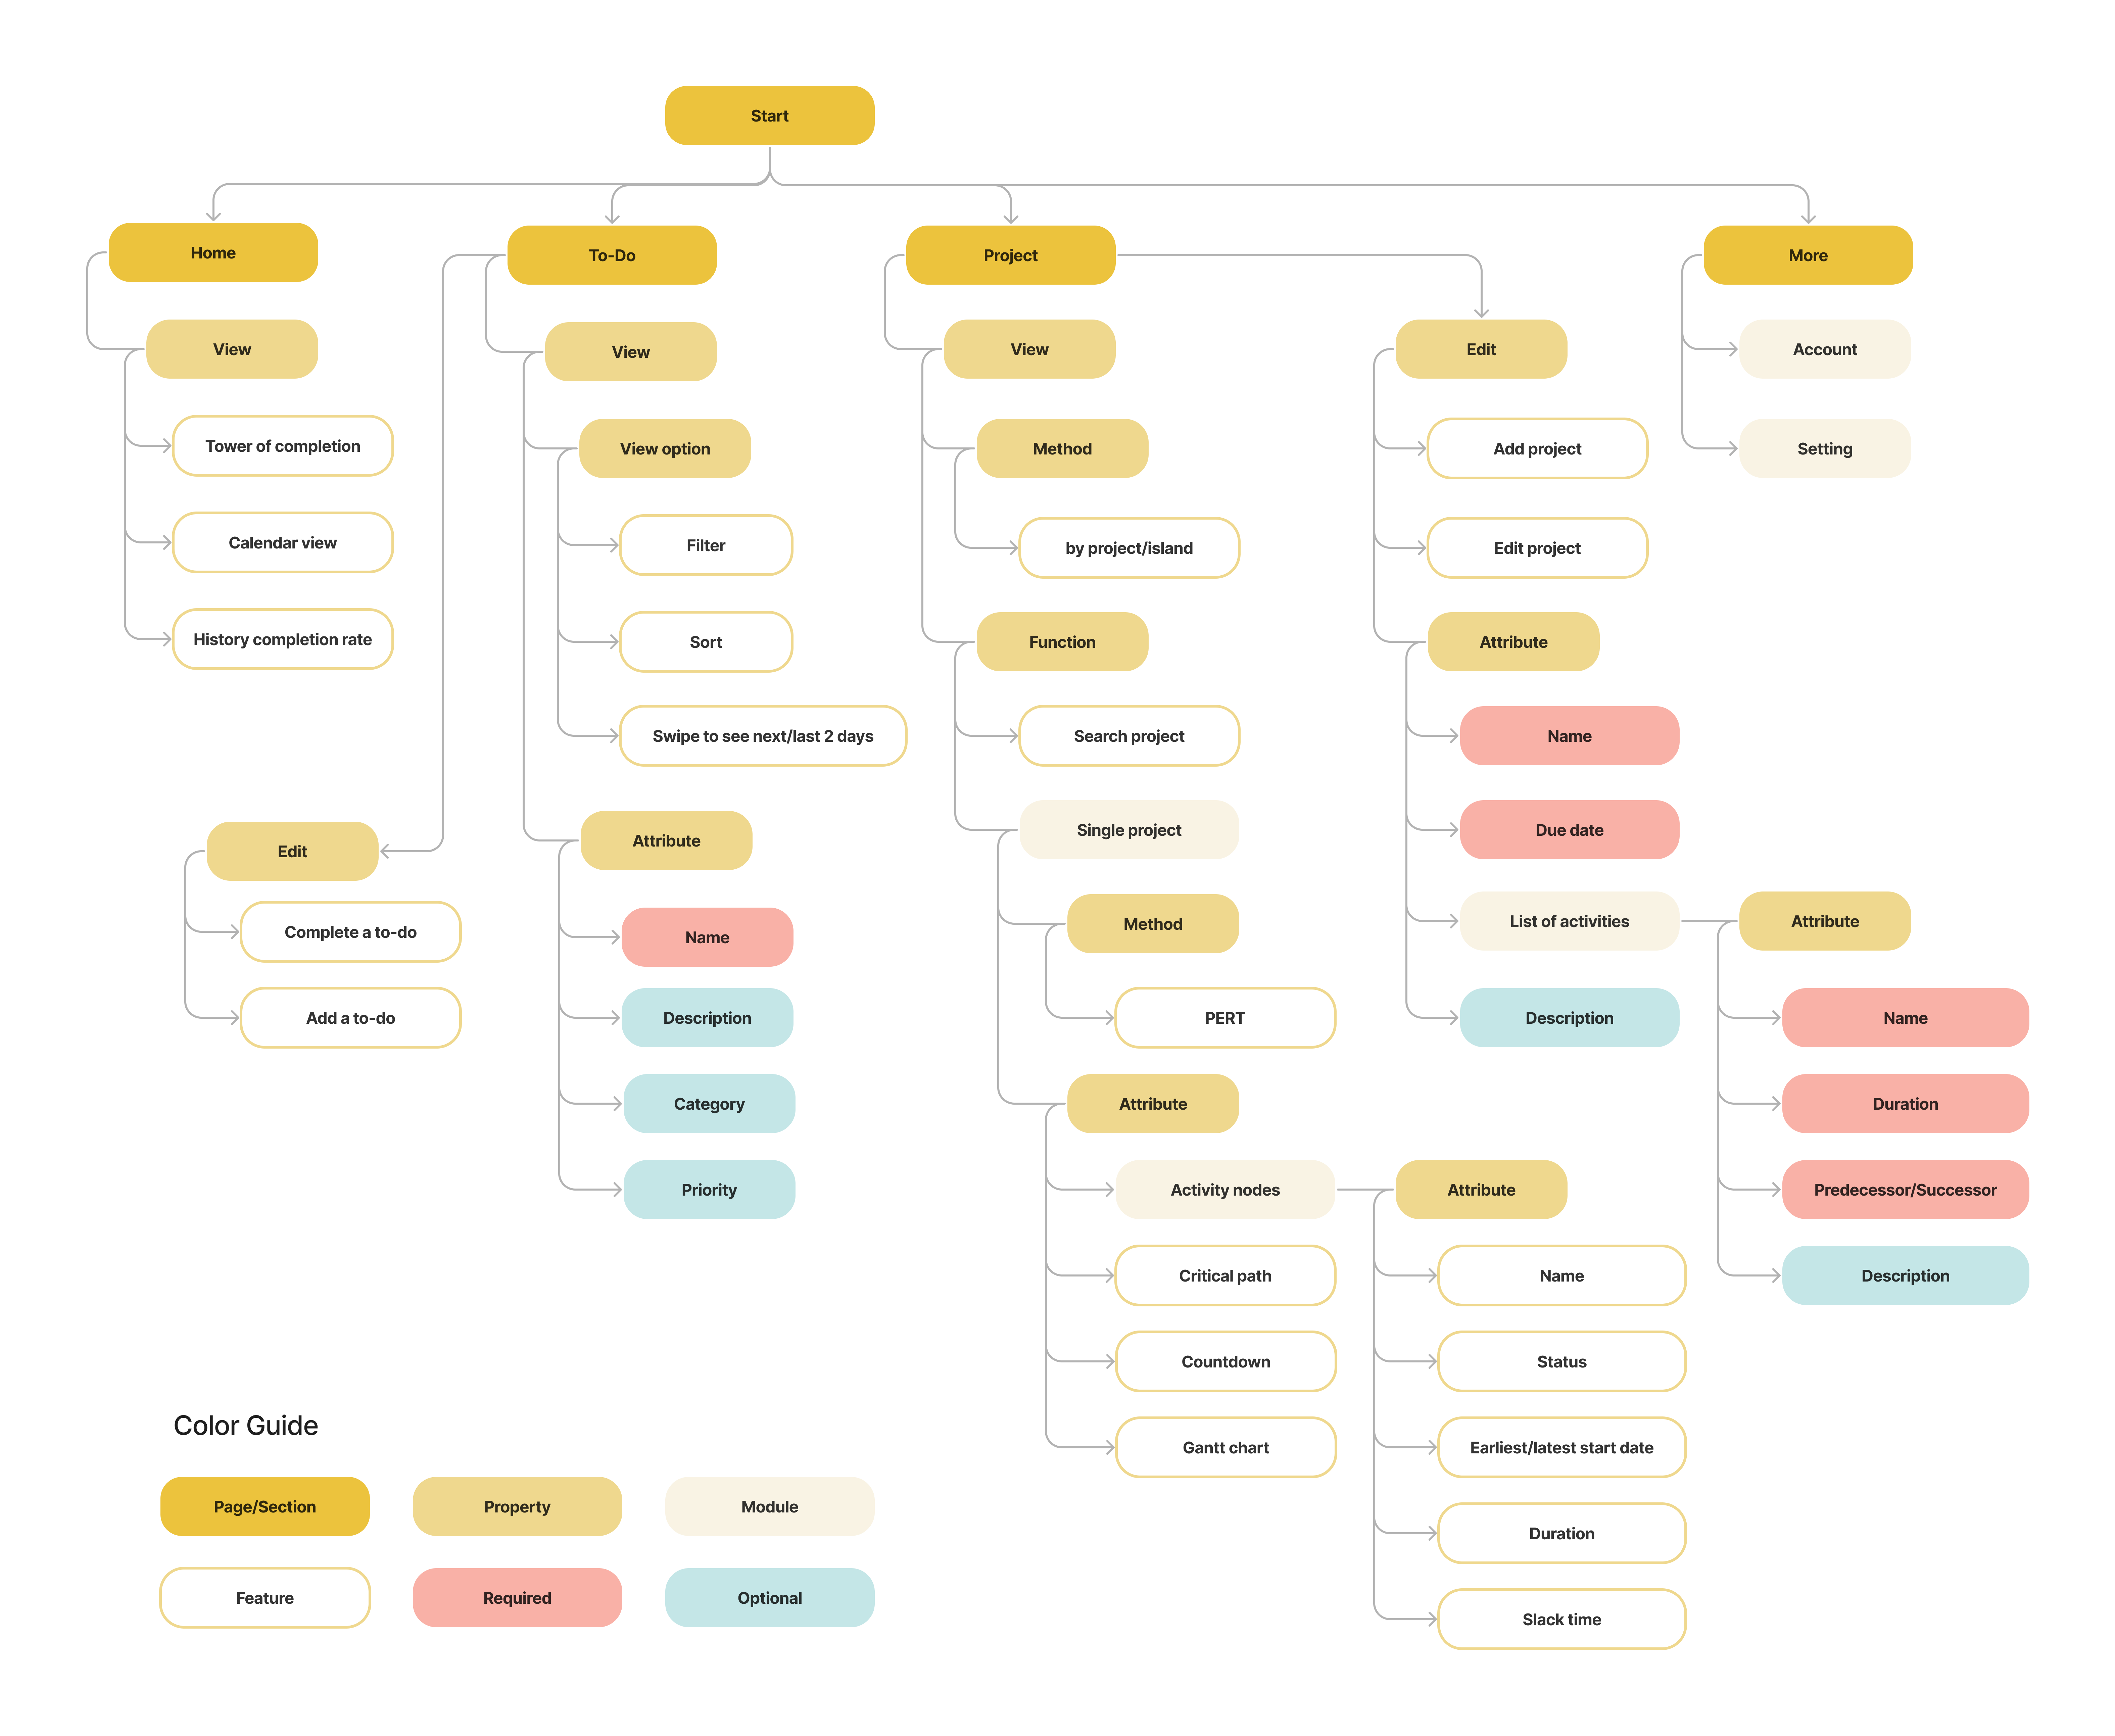 Start
Home
View
Tower of completion
Calendar view
History completion rate
To-Do
View
View option
Filter
Sort
Swipe to see next/last 2 days
Attribute
Name
Description
Category
Priority
Edit
Complete a to-do
Add a to-do
Project
View
Method
by project/island
Function
Search project
Single project
Method
PERT
Attribute
Activity nodes
Critical path
Countdown
Gantt chart
Attribute
Name
Status
Earliest/latest start date
Duration
Slack time
Edit
Add project
Edit project
Attribute
Name
Due date
List of activities
Description
Attribute
Name
Duration
Predecessor/Successor
Description
More
Account
Setting
Color Guide
Page/Section
Property
Module
Feature
Required
Optional